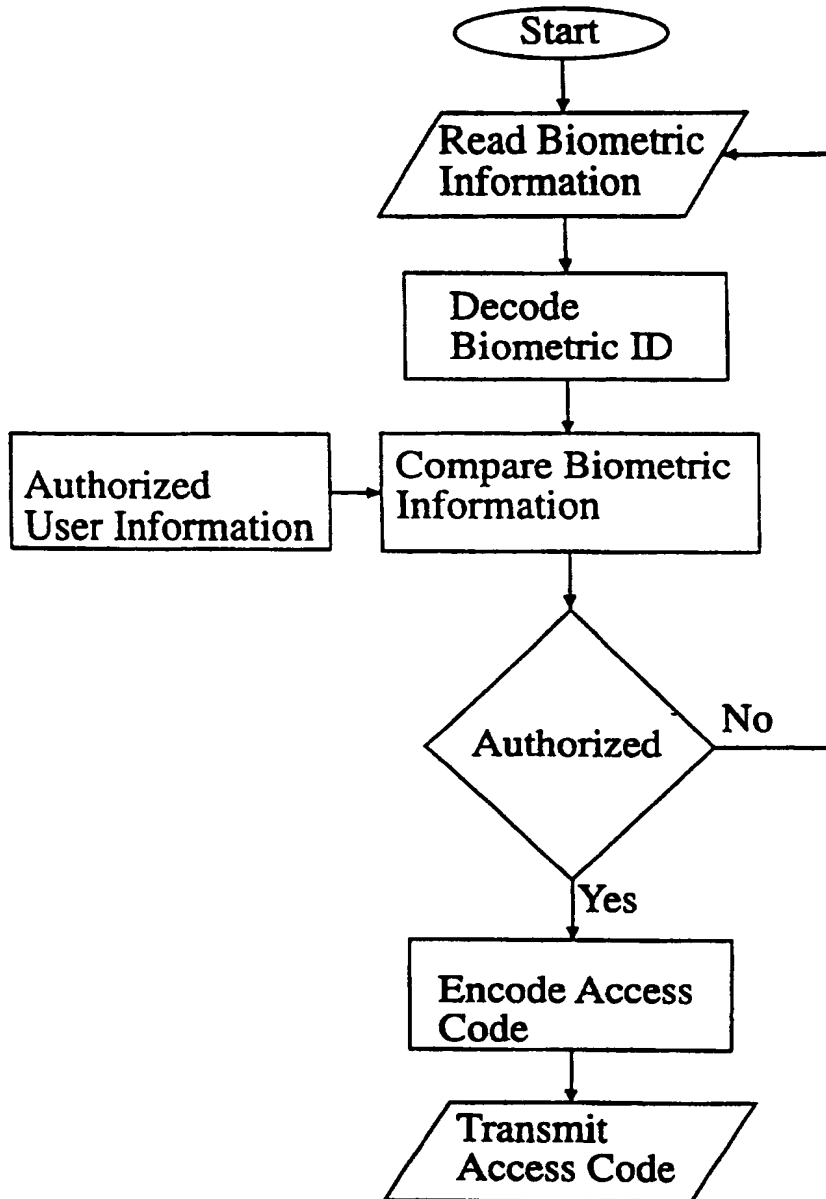 Start
Read Biometric
Information
Decode
Biometric ID
Authorized
User Information
Compare Biometric
Information
Authorized
No
Yes
Encode Access
Code
Transmit
Access Code